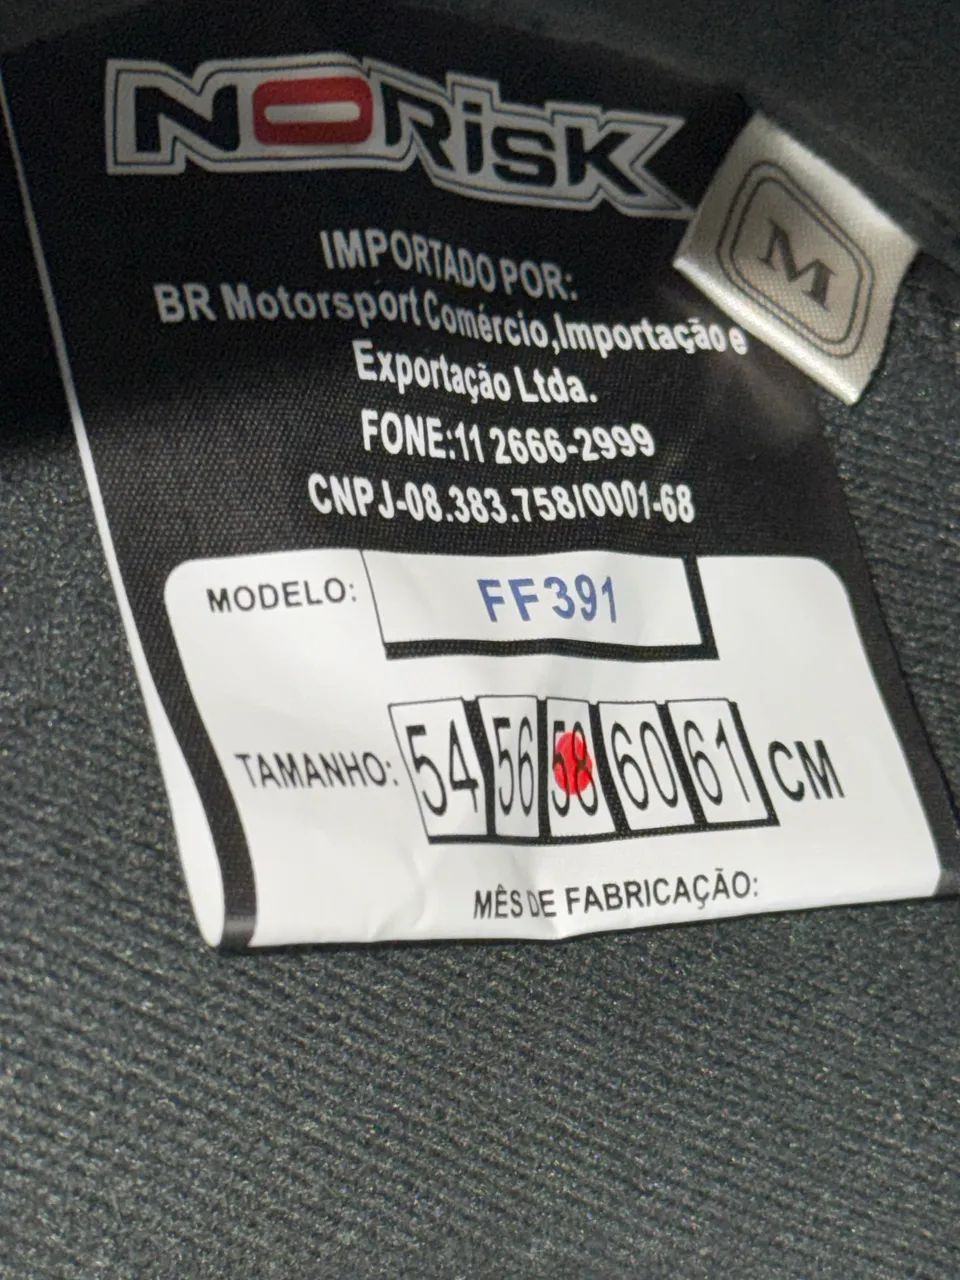 NORISK
M
IMPORTADO POR:
BR Motorsport Comércio,Importação e
Exportação Ltda.
FONE:11 2666-2999
CNPJ-08.383.758/0001-68
MODELO: FF391
TAMANHO: 54 56 58 60 61 CM
MÊS DE FABRICAÇÃO: